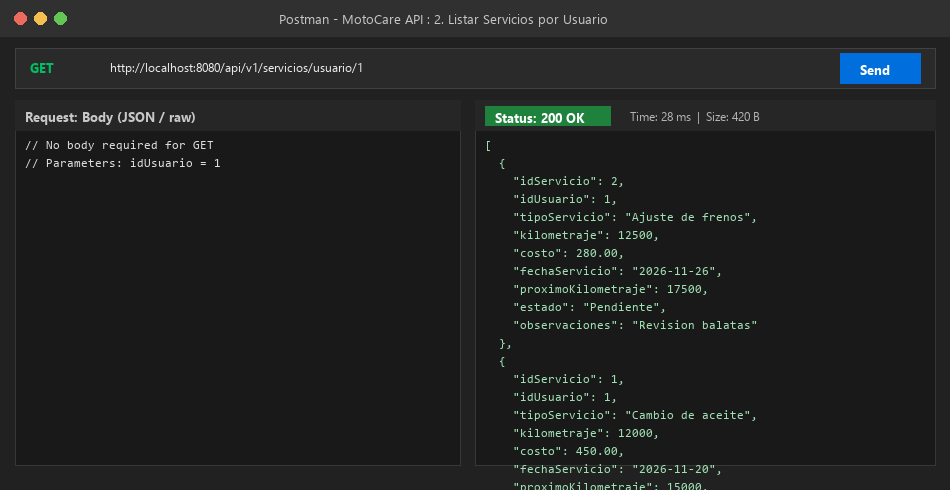 Postman - MotoCare API : 2. Listar Servicios por Usuario
GET
http://localhost:8080/api/v1/servicios/usuario/1
Send
Request: Body (JSON / raw)
// No body required for GET
// Parameters: idUsuario = 1
Status: 200 OK
Time: 28 ms | Size: 420 B
[
  {
    "idServicio": 2,
    "idUsuario": 1,
    "tipoServicio": "Ajuste de frenos",
    "kilometraje": 12500,
    "costo": 280.00,
    "fechaServicio": "2026-11-26",
    "proximoKilometraje": 17500,
    "estado": "Pendiente",
    "observaciones": "Revision balatas"
  },
  {
    "idServicio": 1,
    "idUsuario": 1,
    "tipoServicio": "Cambio de aceite",
    "kilometraje": 12000,
    "costo": 450.00,
    "fechaServicio": "2026-11-20",
    "proximoKilometraje": 15000,